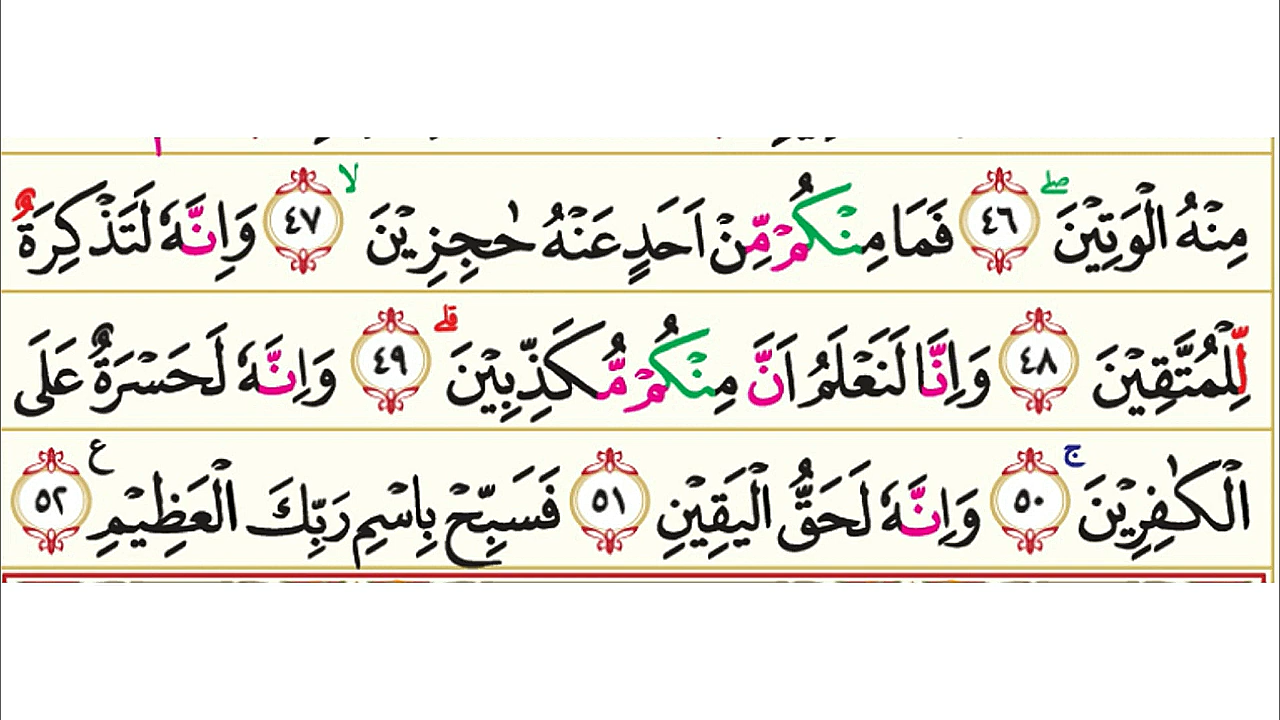 مِنْهُ الْوَتِيْنَ ۖ ٤٦ فَمَا مِنْكُمْ مِّنْ اَحَدٍ عَنْهُ حٰجِزِيْنَ ۙ ٤٧ وَاِنَّهٗ لَتَذْكِرَةٌ
لِّلْمُتَّقِيْنَ ٤٨ وَاِنَّا لَنَعْلَمُ اَنَّ مِنْكُمْ مُّكَذِّبِيْنَ ۗ ٤٩ وَاِنَّهٗ لَحَسْرَةٌ عَلَى
الْكٰفِرِيْنَ ۚ ٥٠ وَاِنَّهٗ لَحَقُّ الْيَقِيْنِ ٥١ فَسَبِّحْ بِاسْمِ رَبِّكَ الْعَظِيْمِ ع ٥٢